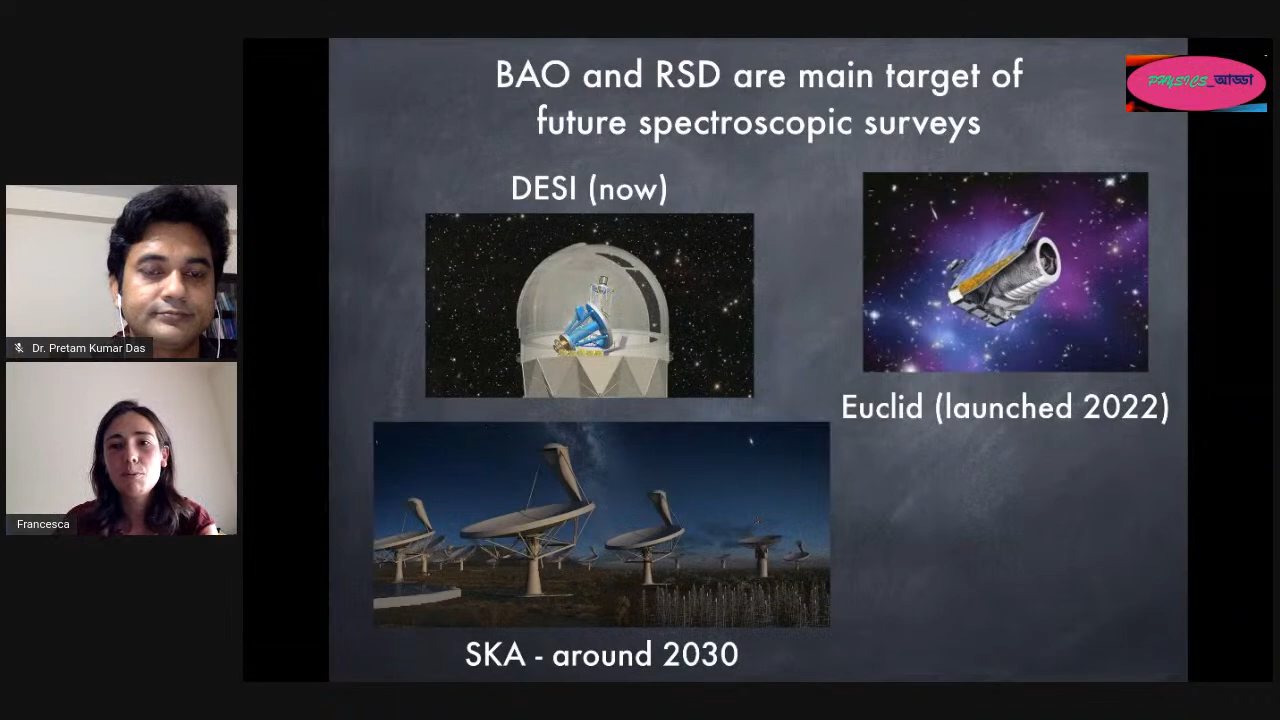 BAO and RSD are main target of
future spectroscopic surveys
PHYSICS_আড্ডা
DESI (now)
Euclid (launched 2022)
SKA - around 2030
Dr. Pretam Kumar Das
Francesca